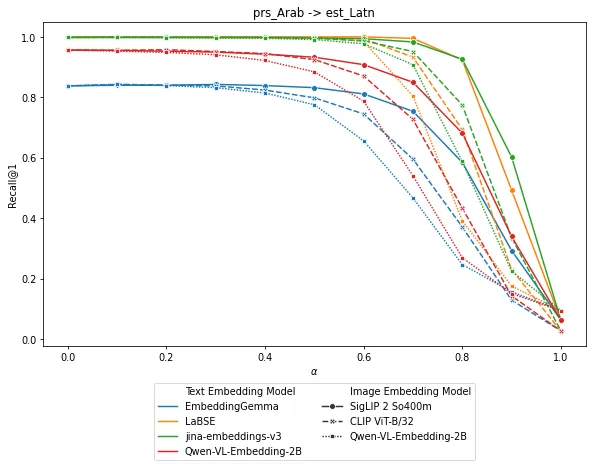 prs_Arab -> est_Latn
Recall@1
1.0
0.8
0.6
0.4
0.2
0.0
0.0 0.2 0.4 0.6 0.8 1.0
α
Text Embedding Model Image Embedding Model
EmbeddingGemma SigLIP 2 So400m
LaBSE CLIP ViT-B/32
jina-embeddings-v3 Qwen-VL-Embedding-2B
Qwen-VL-Embedding-2B